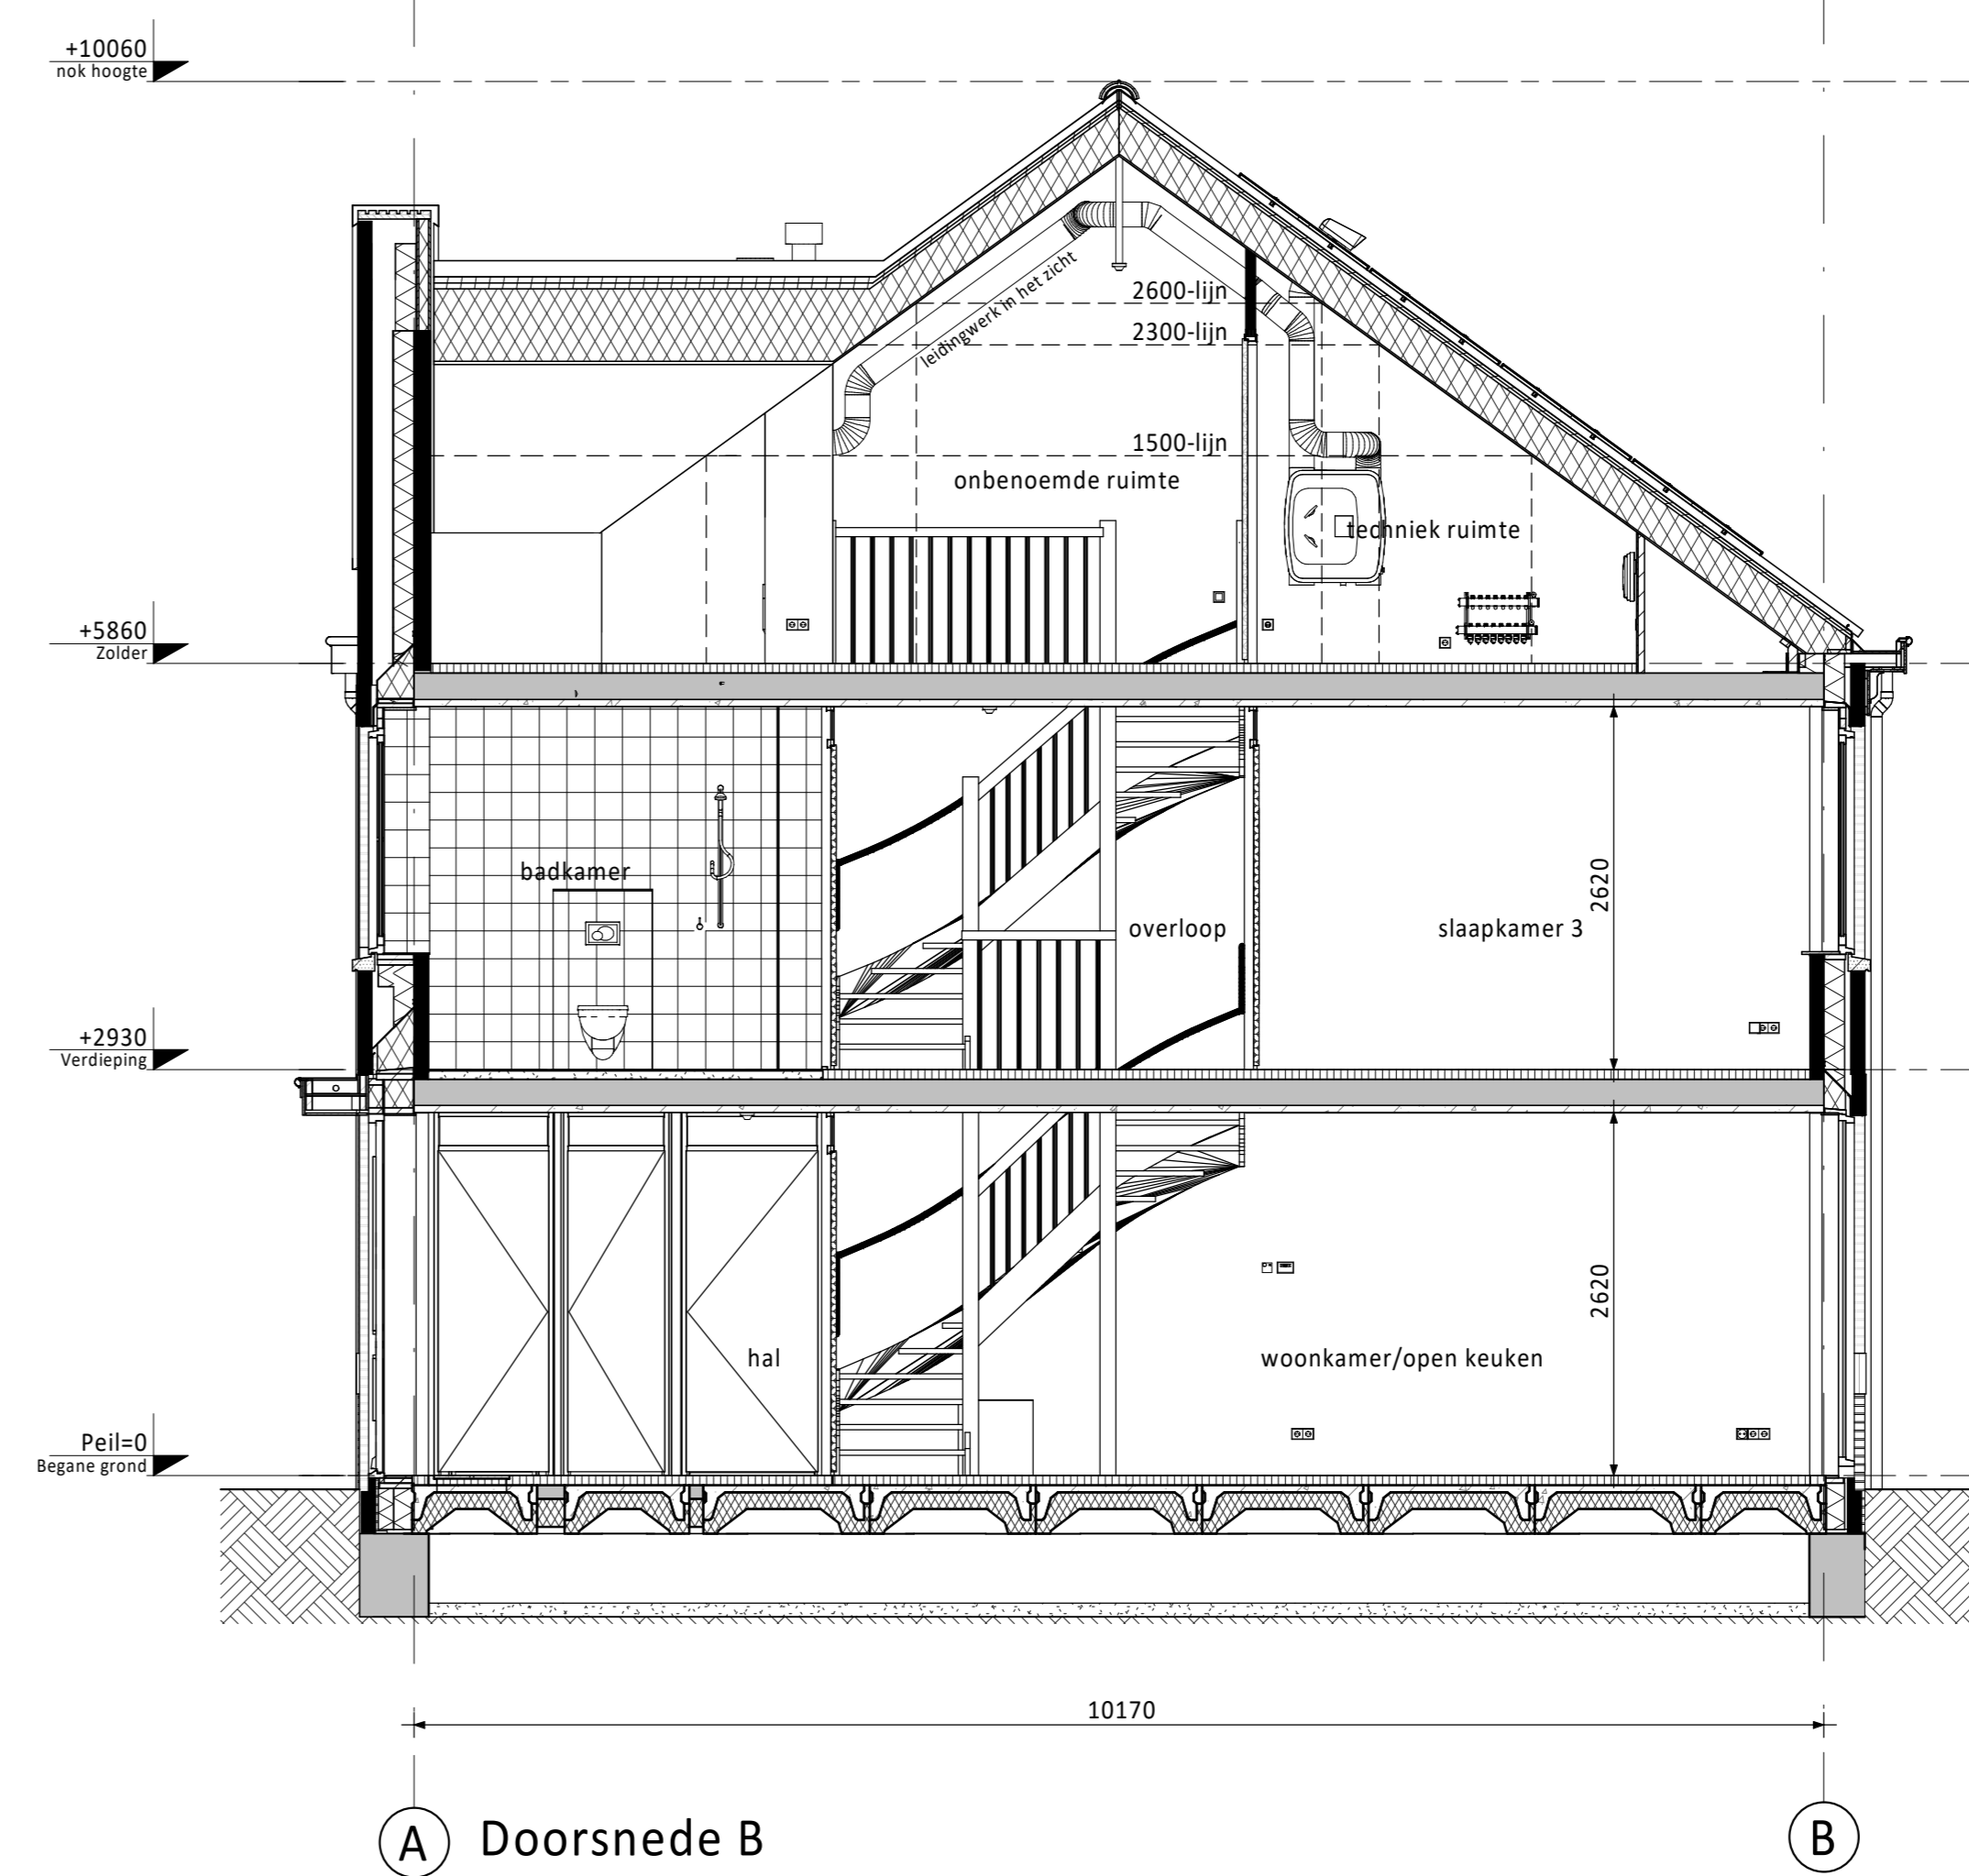 +10060
nok hoogte
2600-lijn
leidingwerk in het zicht
2300-lijn
1500-lijn
onbenoemde ruimte
techniek ruimte
+5860
Zolder
badkamer
2620
overloop
slaapkamer 3
+2930
Verdieping
2620
hal
woonkamer/open keuken
Peil=0
Begane grond
10170
A
Doorsnede B
B